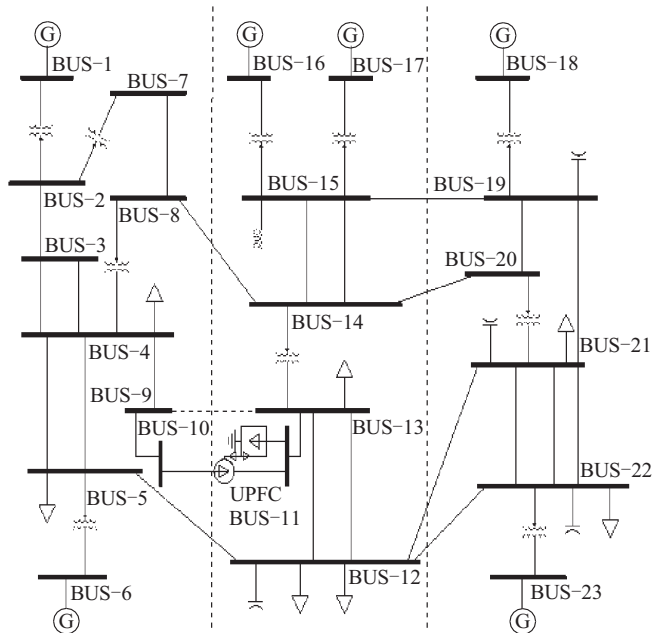 G
G
G
G
BUS−1
BUS−16
BUS−17
BUS−18
BUS−7
BUS−2
BUS−8
BUS−15
BUS−19
BUS−3
BUS−20
BUS−14
BUS−4
BUS−21
BUS−9
BUS−10
BUS−13
BUS−22
UPFC
BUS−5
BUS−11
BUS−12
BUS−6
BUS−23
G
G